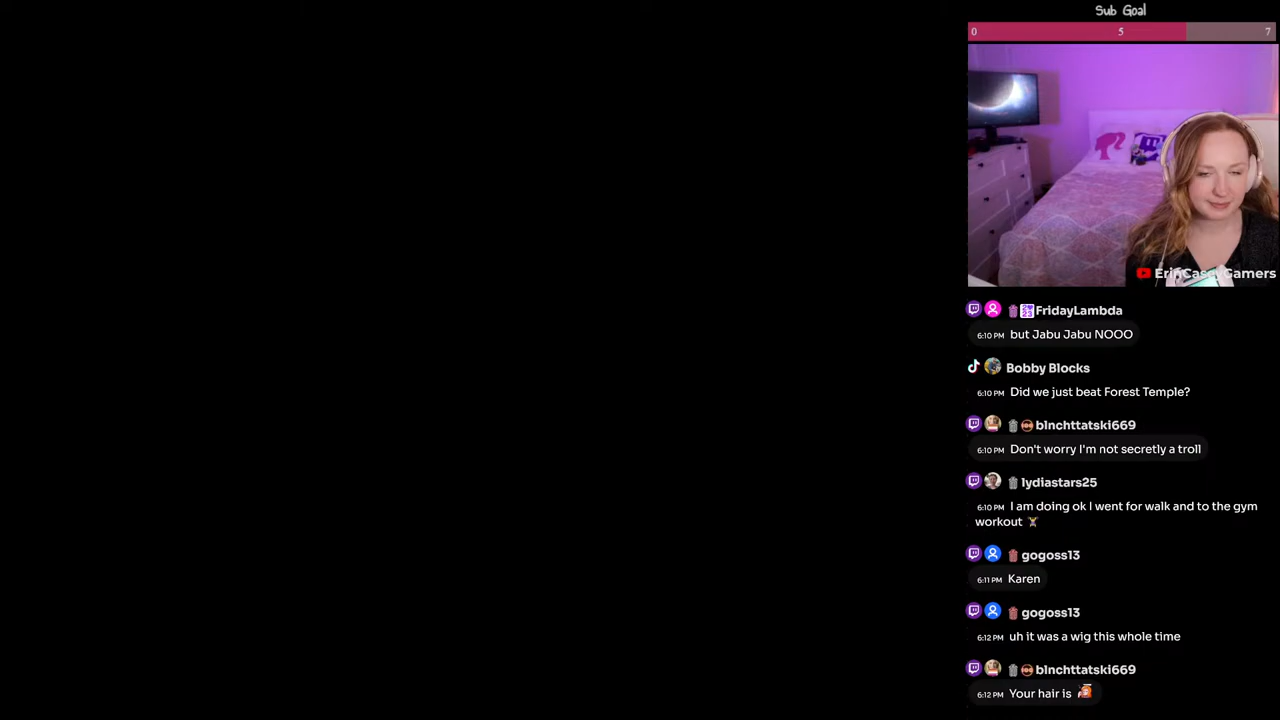 Sub Goal
0 5 7
ErinCaseyGamers
FridayLambda
6:10 PM but Jabu Jabu NOOO
Bobby Blocks
6:10 PM Did we just beat Forest Temple?
blnchttatski669
6:10 PM Don't worry I'm not secretly a troll
lydiastars25
6:10 PM I am doing ok I went for walk and to the gym
workout
gogoss13
6:11 PM Karen
gogoss13
6:12 PM uh it was a wig this whole time
blnchttatski669
6:12 PM Your hair is